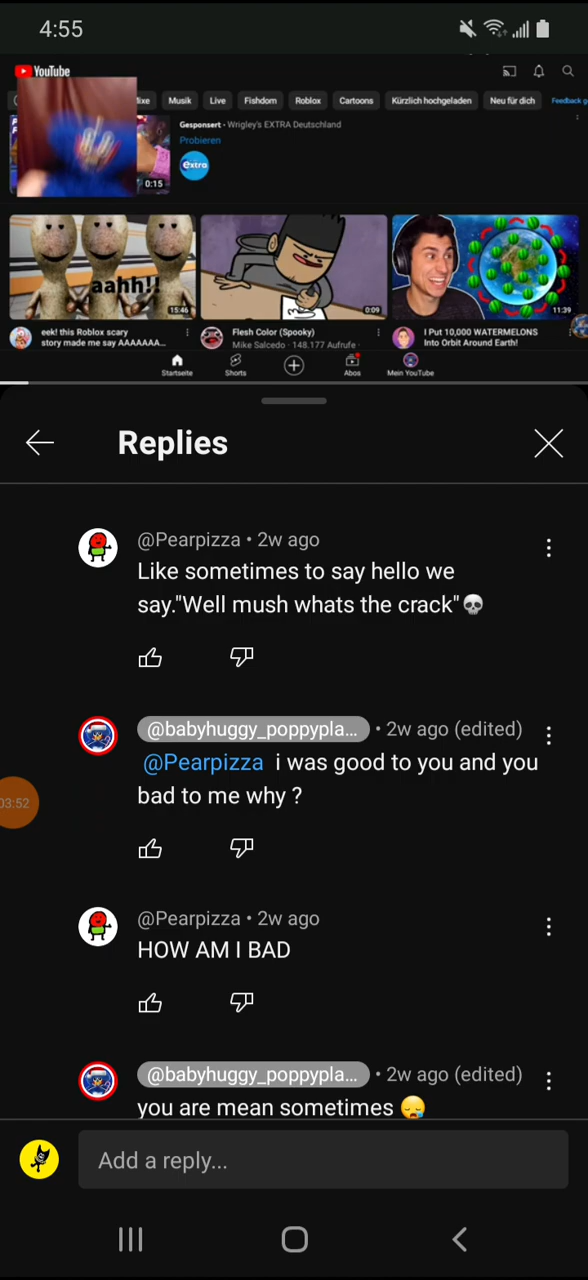 4:55
YouTube
ixe Musik Live Fishdom Roblox Cartoons Kürzlich hochgeladen Neu für dich Feedback
Gesponsert • Wrigley's EXTRA Deutschland
Probieren
extra
0:15
aahh!!
15:46
0:09
11:39
eek! this Roblox scary
story made me say AAAAAAA...
Flesh Color (Spooky)
Mike Salcedo · 148.177 Aufrufe ·
I Put 10,000 WATERMELONS
Into Orbit Around Earth!
Startseite Shorts Abos Mein YouTube
Replies
@Pearpizza • 2w ago
Like sometimes to say hello we
say."Well mush whats the crack"💀
@babyhuggy_poppypla... • 2w ago (edited)
@Pearpizza i was good to you and you
bad to me why ?
03:52
@Pearpizza • 2w ago
HOW AM I BAD
@babyhuggy_poppypla... • 2w ago (edited)
you are mean sometimes 😪
Add a reply...